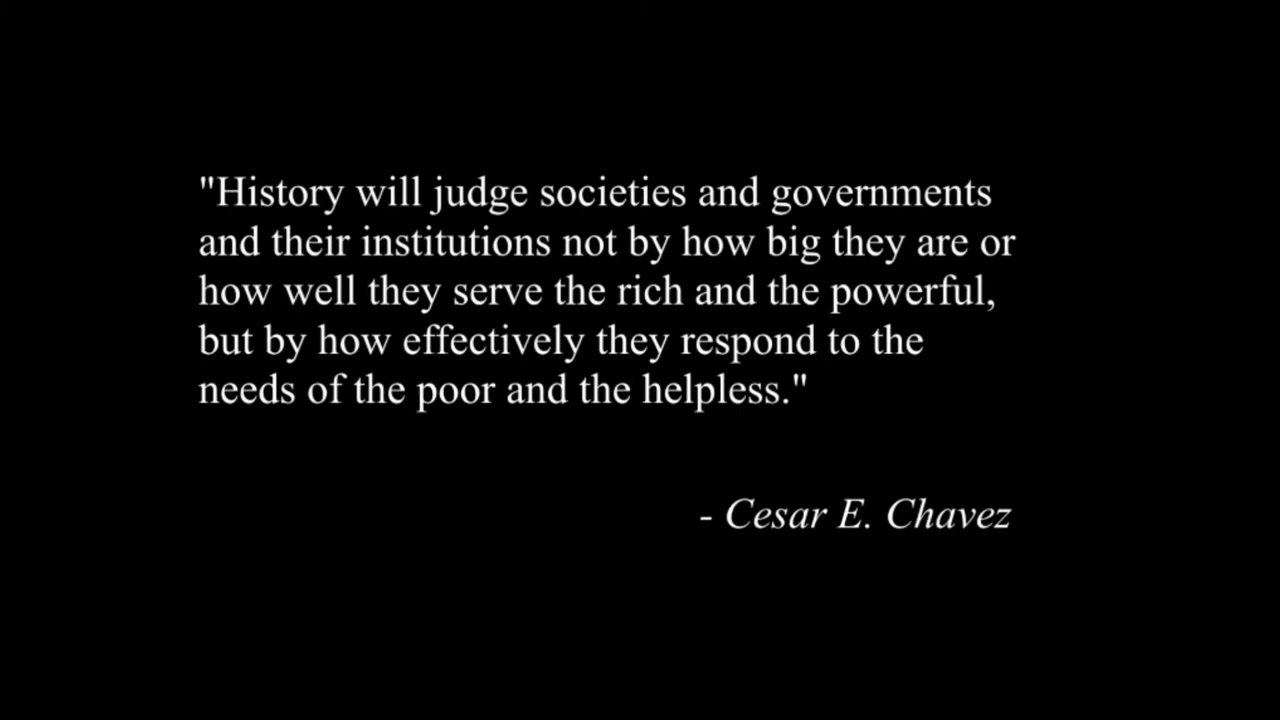 "History will judge societies and governments
and their institutions not by how big they are or
how well they serve the rich and the powerful,
but by how effectively they respond to the
needs of the poor and the helpless."
- Cesar E. Chavez